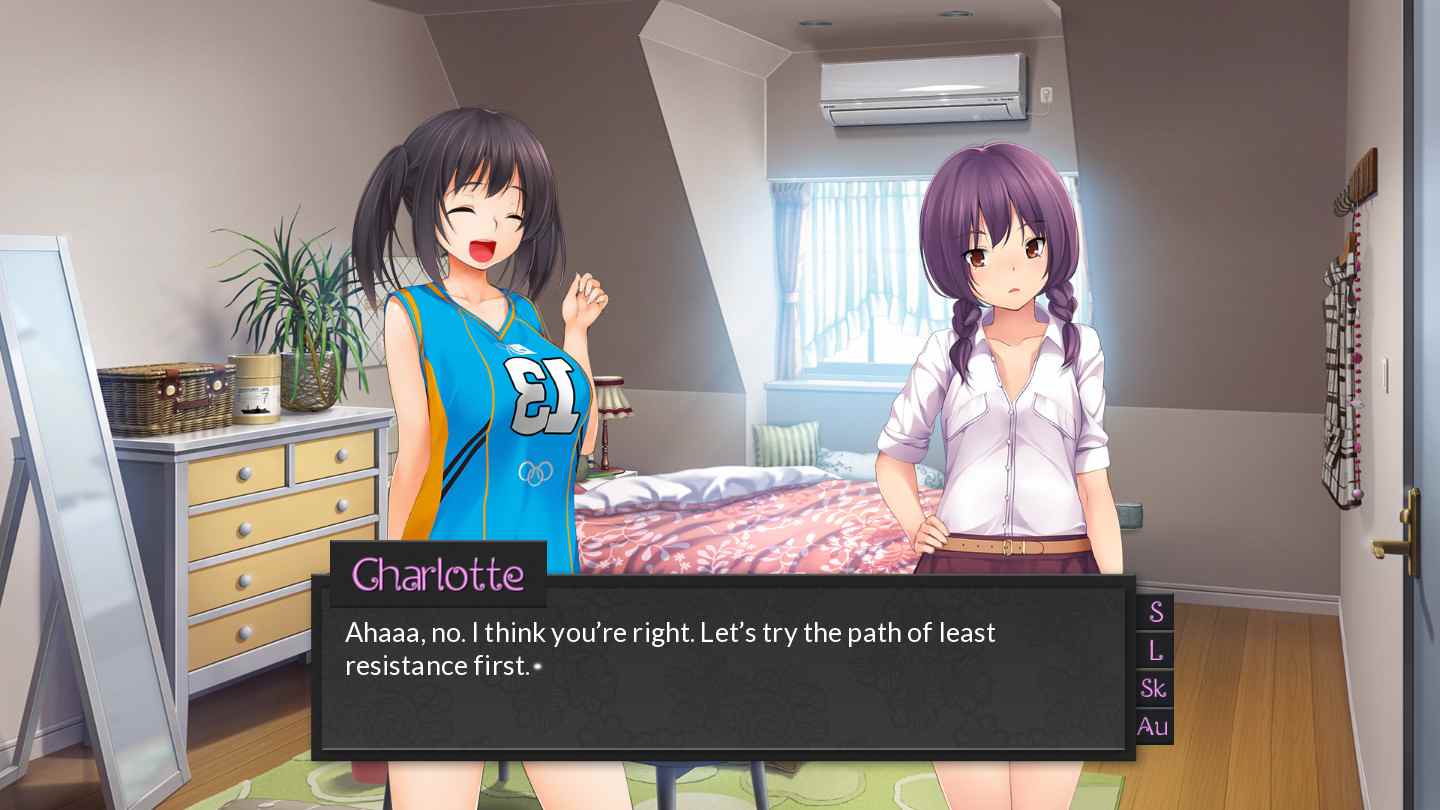 13
Charlotte
Ahaaa, no. I think you’re right. Let’s try the path of least
resistance first.
S
L
Sk
Au